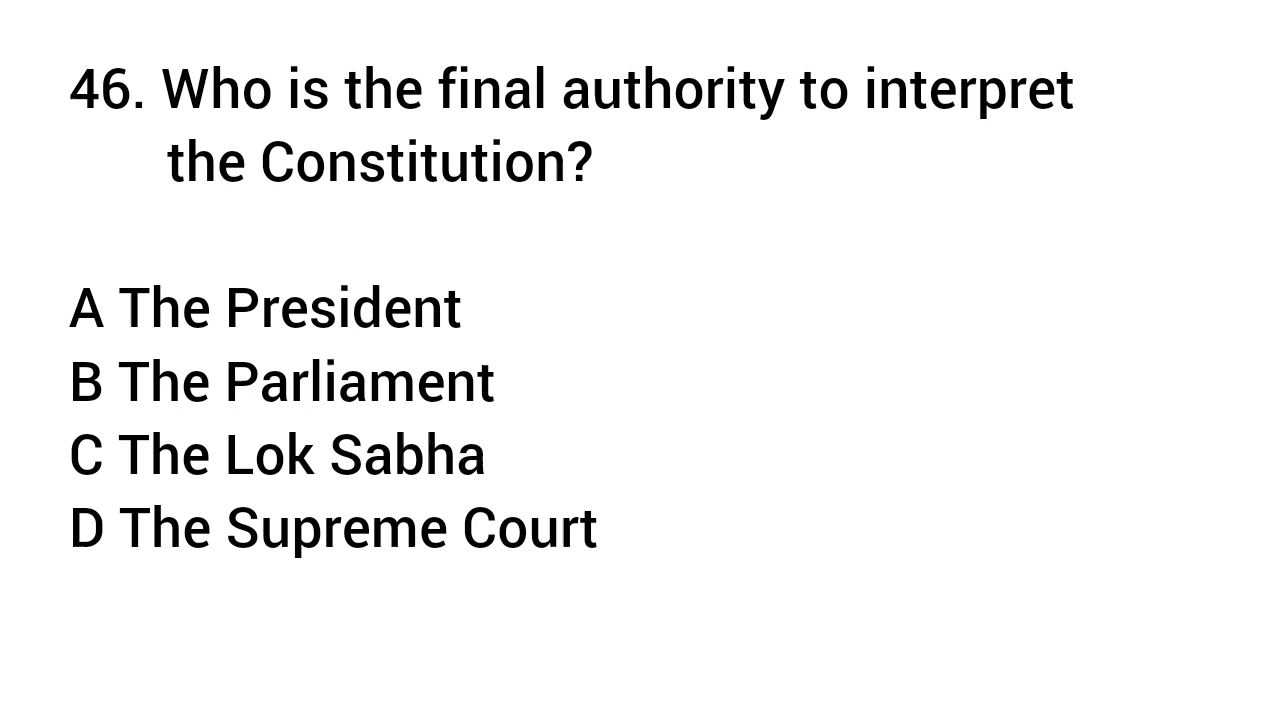 46. Who is the final authority to interpret
the Constitution?
A The President
B The Parliament
C The Lok Sabha
D The Supreme Court